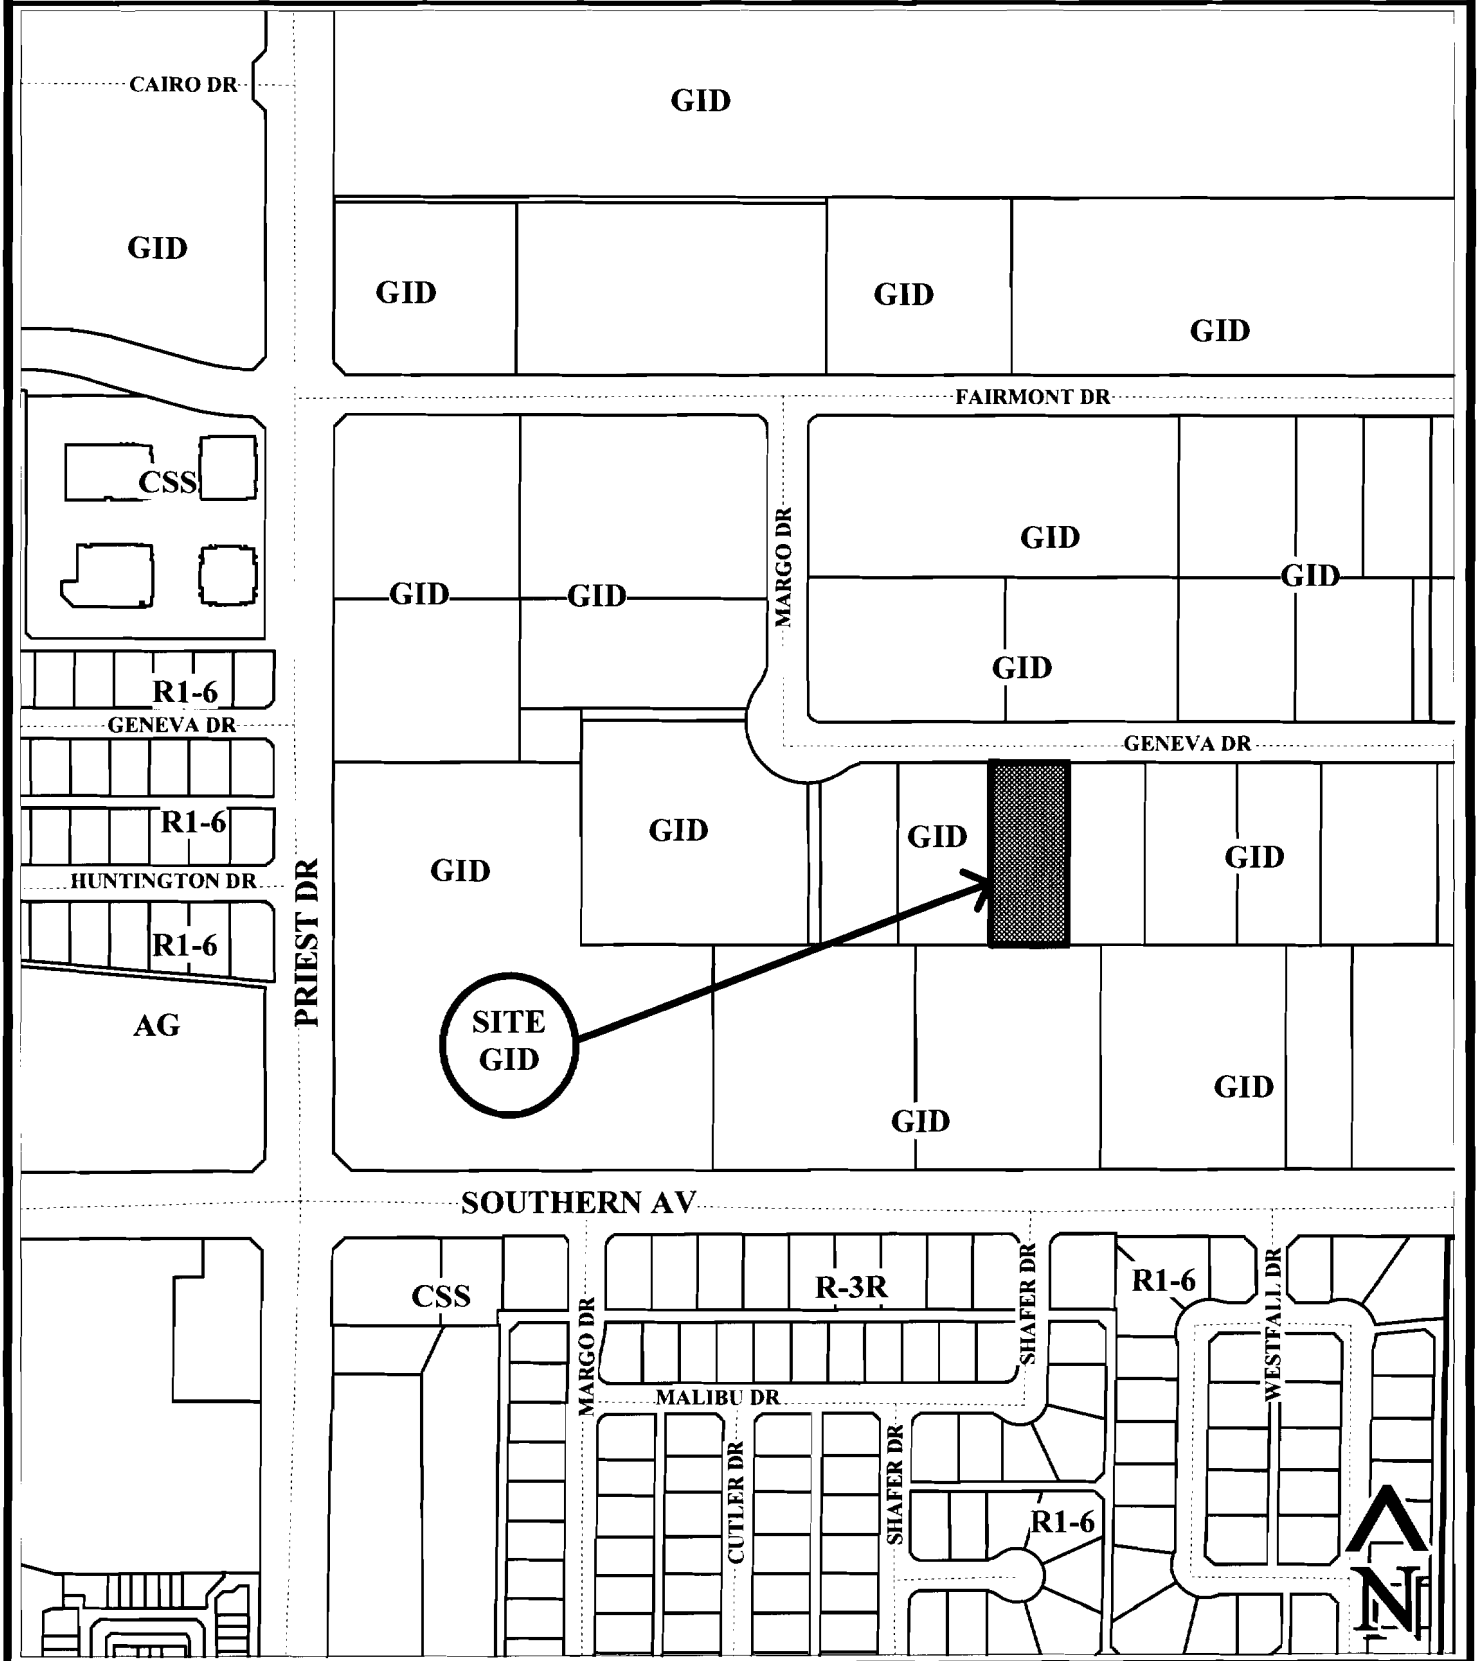 CAIRO DR
GID
GID
GID
GID
GID
FAIRMONT DR
CSS
MARGO DR
GID
GID
GID
GID
GID
R1-6
GENEVA DR
GENEVA DR
R1-6
GID
GID
GID
GID
HUNTINGTON DR
PRIEST DR
R1-6
AG
SITE
GID
GID
GID
SOUTHERN AV
CSS
MARGO DR
R-3R
SHAFER DR
R1-6
WESTFALL DR
MALIBU DR
CUTLER DR
SHAFER DR
R1-6
N